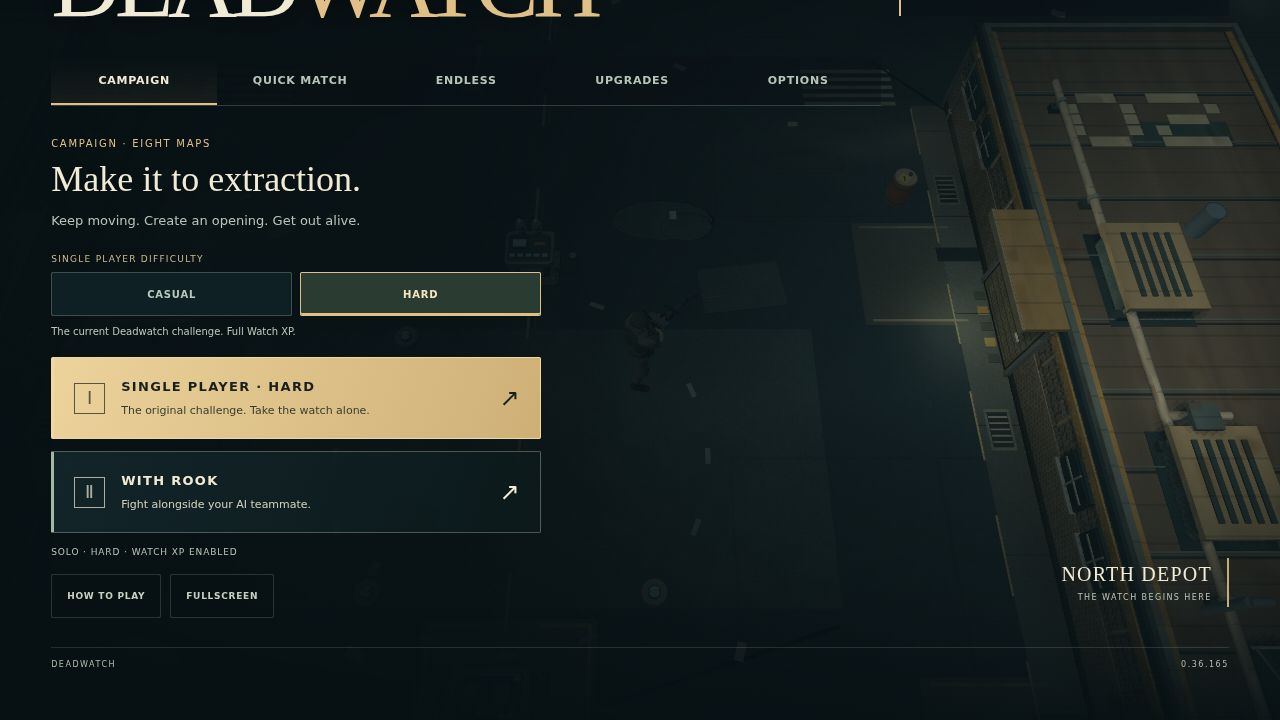 DEADWATCH
CAMPAIGN
QUICK MATCH
ENDLESS
UPGRADES
OPTIONS
CAMPAIGN · EIGHT MAPS
Make it to extraction.
Keep moving. Create an opening. Get out alive.
SINGLE PLAYER DIFFICULTY
CASUAL
HARD
The current Deadwatch challenge. Full Watch XP.
I
SINGLE PLAYER · HARD
The original challenge. Take the watch alone.
↗
II
WITH ROOK
Fight alongside your AI teammate.
↗
SOLO · HARD · WATCH XP ENABLED
HOW TO PLAY
FULLSCREEN
NORTH DEPOT
THE WATCH BEGINS HERE
DEADWATCH
0.36.165